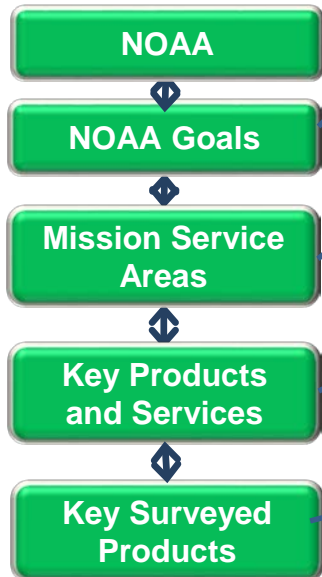 NOAA
NOAA Goals
Mission Service
Areas
Key Products
and Services
Key Surveyed
Products